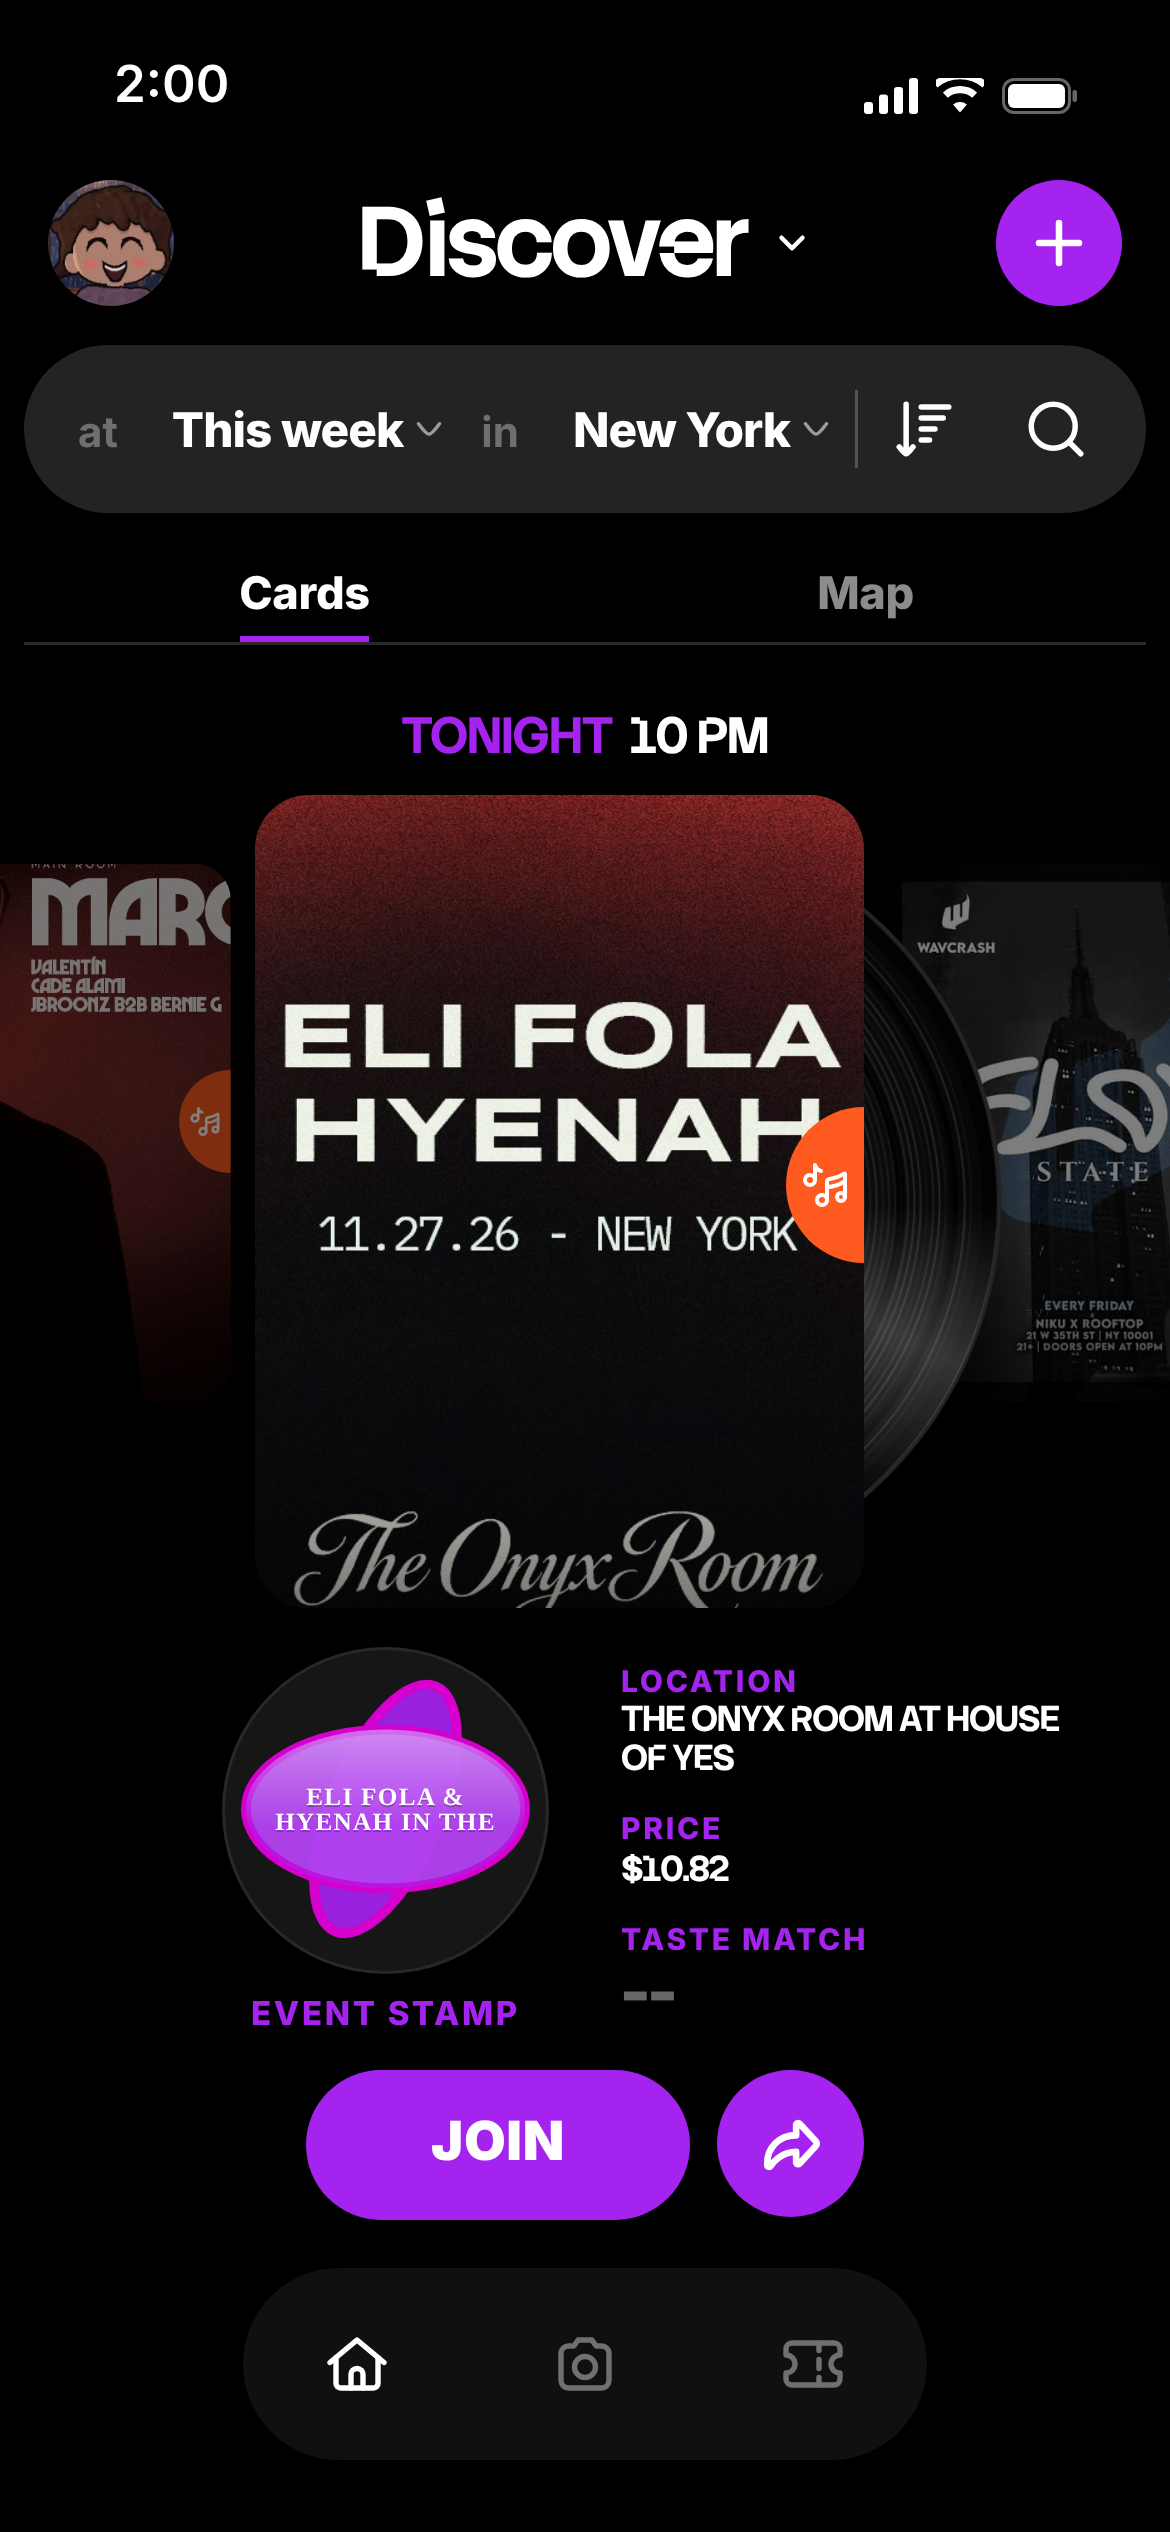 2:00
Discover
at This week in New York
Cards Map
TONIGHT 10 PM
MAIN ROOM
VALENTÍN
CADE ALAMI
JBROONZ B2B BERNIE G
ELI FOLA
HYENAH
11.27.26 - NEW YORK
The Onyx Room
WAVCRASH
STATE
EVERY FRIDAY
NIKU X ROOFTOP
21 W 35TH ST | NY 10001
21+ | DOORS OPEN AT 10PM
ELI FOLA &
HYENAH IN THE
EVENT STAMP
LOCATION
THE ONYX ROOM AT HOUSE
OF YES
PRICE
$10.82
TASTE MATCH
--
JOIN